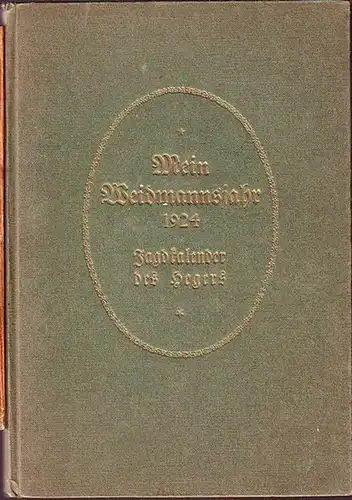 Mein
Weidmannsjahr
1924
Jagdkalender
des Hegers